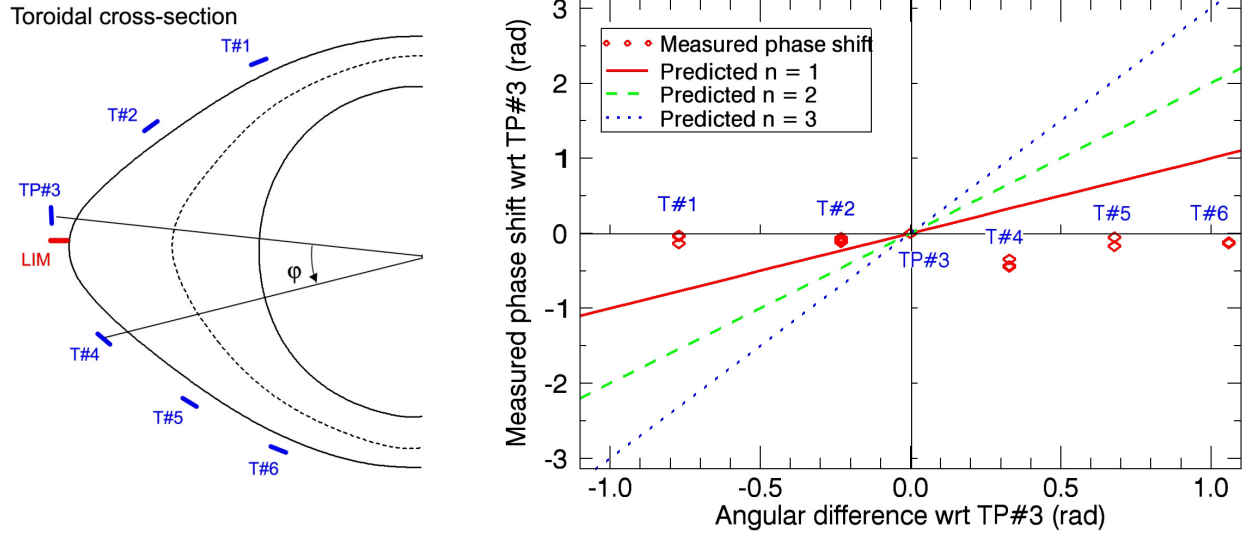 Toroidal cross-section
T#1
T#2
TP#3
LIM
φ
T#4
T#5
T#6
Measured phase shift wrt TP#3 (rad)
3
2
1
0
-1
-2
-3
Measured phase shift
Predicted n = 1
Predicted n = 2
Predicted n = 3
T#1
T#2
TP#3
T#4
T#5
T#6
-1.0
-0.5
0.0
0.5
1.0
Angular difference wrt TP#3 (rad)